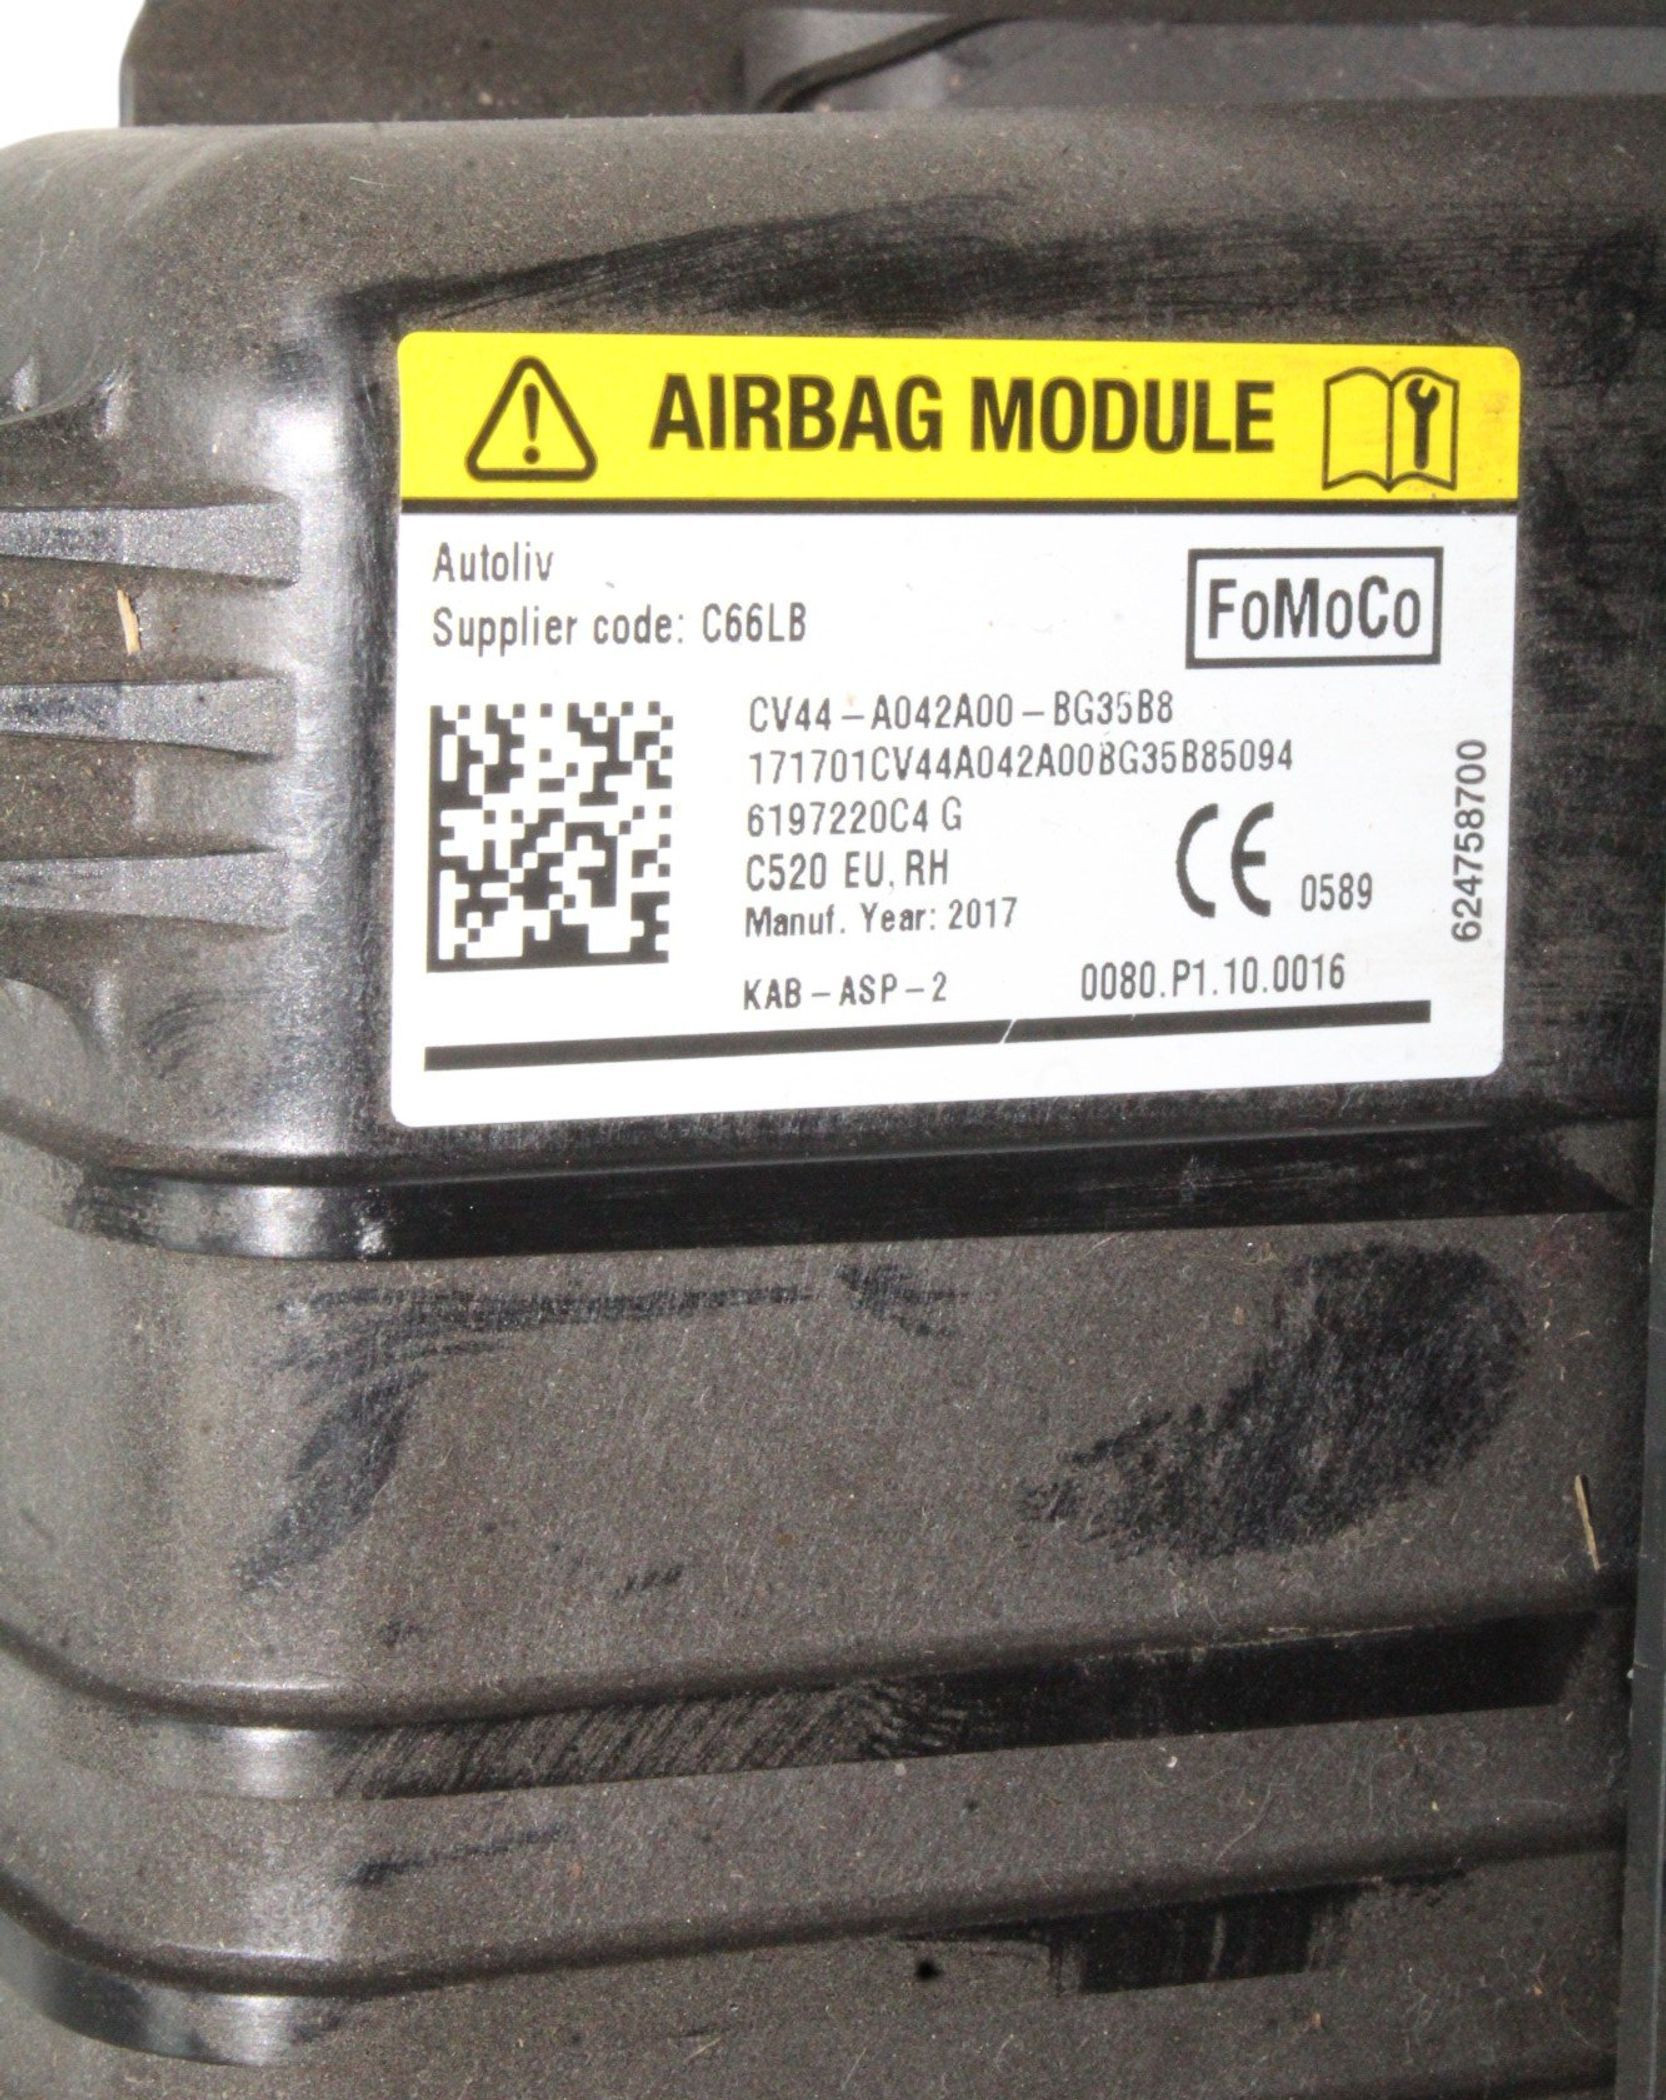 AIRBAG MODULE
Autoliv
Supplier code: C66LB
FoMoCo
CV44-A042A00-BG35B8
171701CV44A042A00BG35B85094
6197220C4 G
C520 EU, RH
Manuf. Year: 2017
CE 0589
KAB-ASP-2
0080.P1.10.0016
624758700